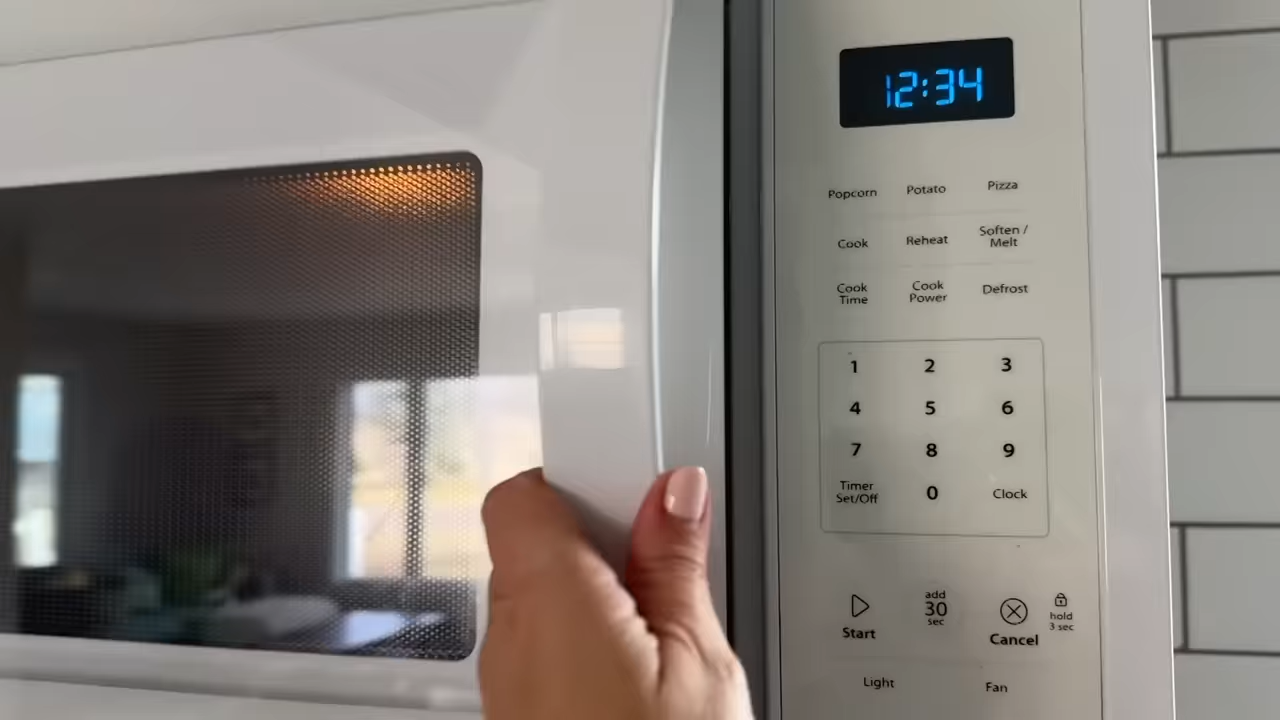 12:34
Popcorn Potato Pizza
Cook Reheat Soften /
Melt
Cook
Time
Cook
Power
Defrost
1 2 3
4 5 6
7 8 9
Timer
Set/Off
0 Clock
Start
add
30
sec
Cancel
hold
3 sec
Light Fan